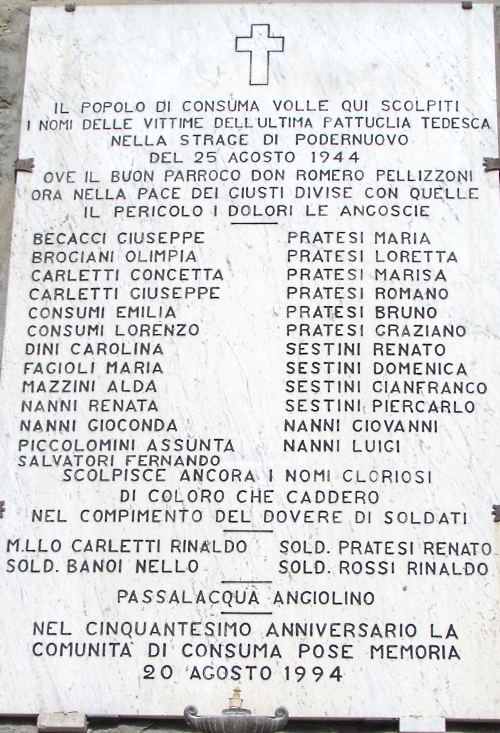 IL POPOLO DI CONSUMA VOLLE QUI SCOLPITI
I NOMI DELLE VITTIME DELL'ULTIMA PATTUGLIA TEDESCA
NELLA STRAGE DI PODERNUOVO
DEL 25 AGOSTO 1944
OVE IL BUON PARROCO DON ROMERO PELLIZZONI
ORA NELLA PACE DEI GIUSTI DIVISE CON QUELLE
IL PERICOLO I DOLORI LE ANGOSCIE
BECACCI GIUSEPPE
BROCIANI OLIMPIA
CARLETTI CONCETTA
CARLETTI GIUSEPPE
CONSUMI EMILIA
CONSUMI LORENZO
DINI CAROLINA
FAGIOLI MARIA
MAZZINI ALDA
NANNI RENATA
NANNI GIOCONDA
PICCOLOMINI ASSUNTA
SALVATORI FERNANDO
PRATESI MARIA
PRATESI LORETTA
PRATESI MARISA
PRATESI ROMANO
PRATESI BRUNO
PRATESI GRAZIANO
SESTINI RENATO
SESTINI DOMENICA
SESTINI GIANFRANCO
SESTINI PIERCARLO
NANNI GIOVANNI
NANNI LUIGI
SCOLPISCE ANCORA I NOMI GLORIOSI
DI COLORO CHE CADDERO
NEL COMPIMENTO DEL DOVERE DI SOLDATI
M.LLO CARLETTI RINALDO
SOLD. BANOI NELLO
SOLD. PRATESI RENATO
SOLD. ROSSI RINALDO
PASSALACQUA ANGIOLINO
NEL CINQUANTESIMO ANNIVERSARIO LA
COMUNITA' DI CONSUMA POSE MEMORIA
20 AGOSTO 1994